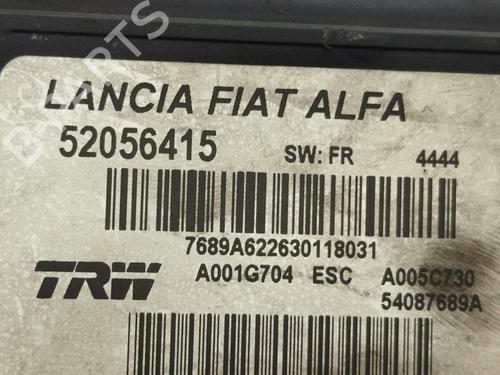 LANCIA FIAT ALFA
52056415 SW: FR 4444
7689A622630118031
TRW A001G704 ESC A005C730
54087689A